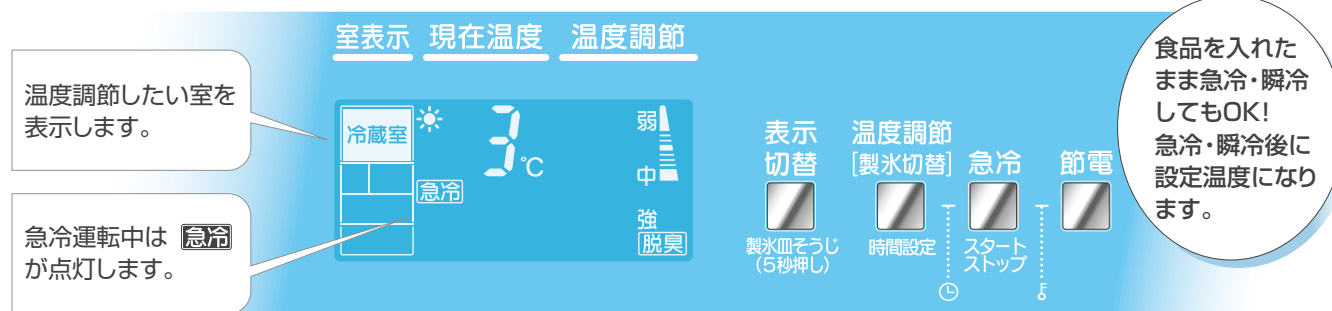 室表示 現在温度 温度調節
温度調節したい室を
表示します。
急冷運転中は 急冷
が点灯します。
冷蔵室
3℃
急冷
弱
中
強
脱臭
表示
切替
製氷皿そうじ
（5秒押し）
温度調節
[製氷切替]
時間設定
急冷
スタート
ストップ
節電
食品を入れた
まま急冷・瞬冷
してもOK！
急冷・瞬冷後に
設定温度になり
ます。